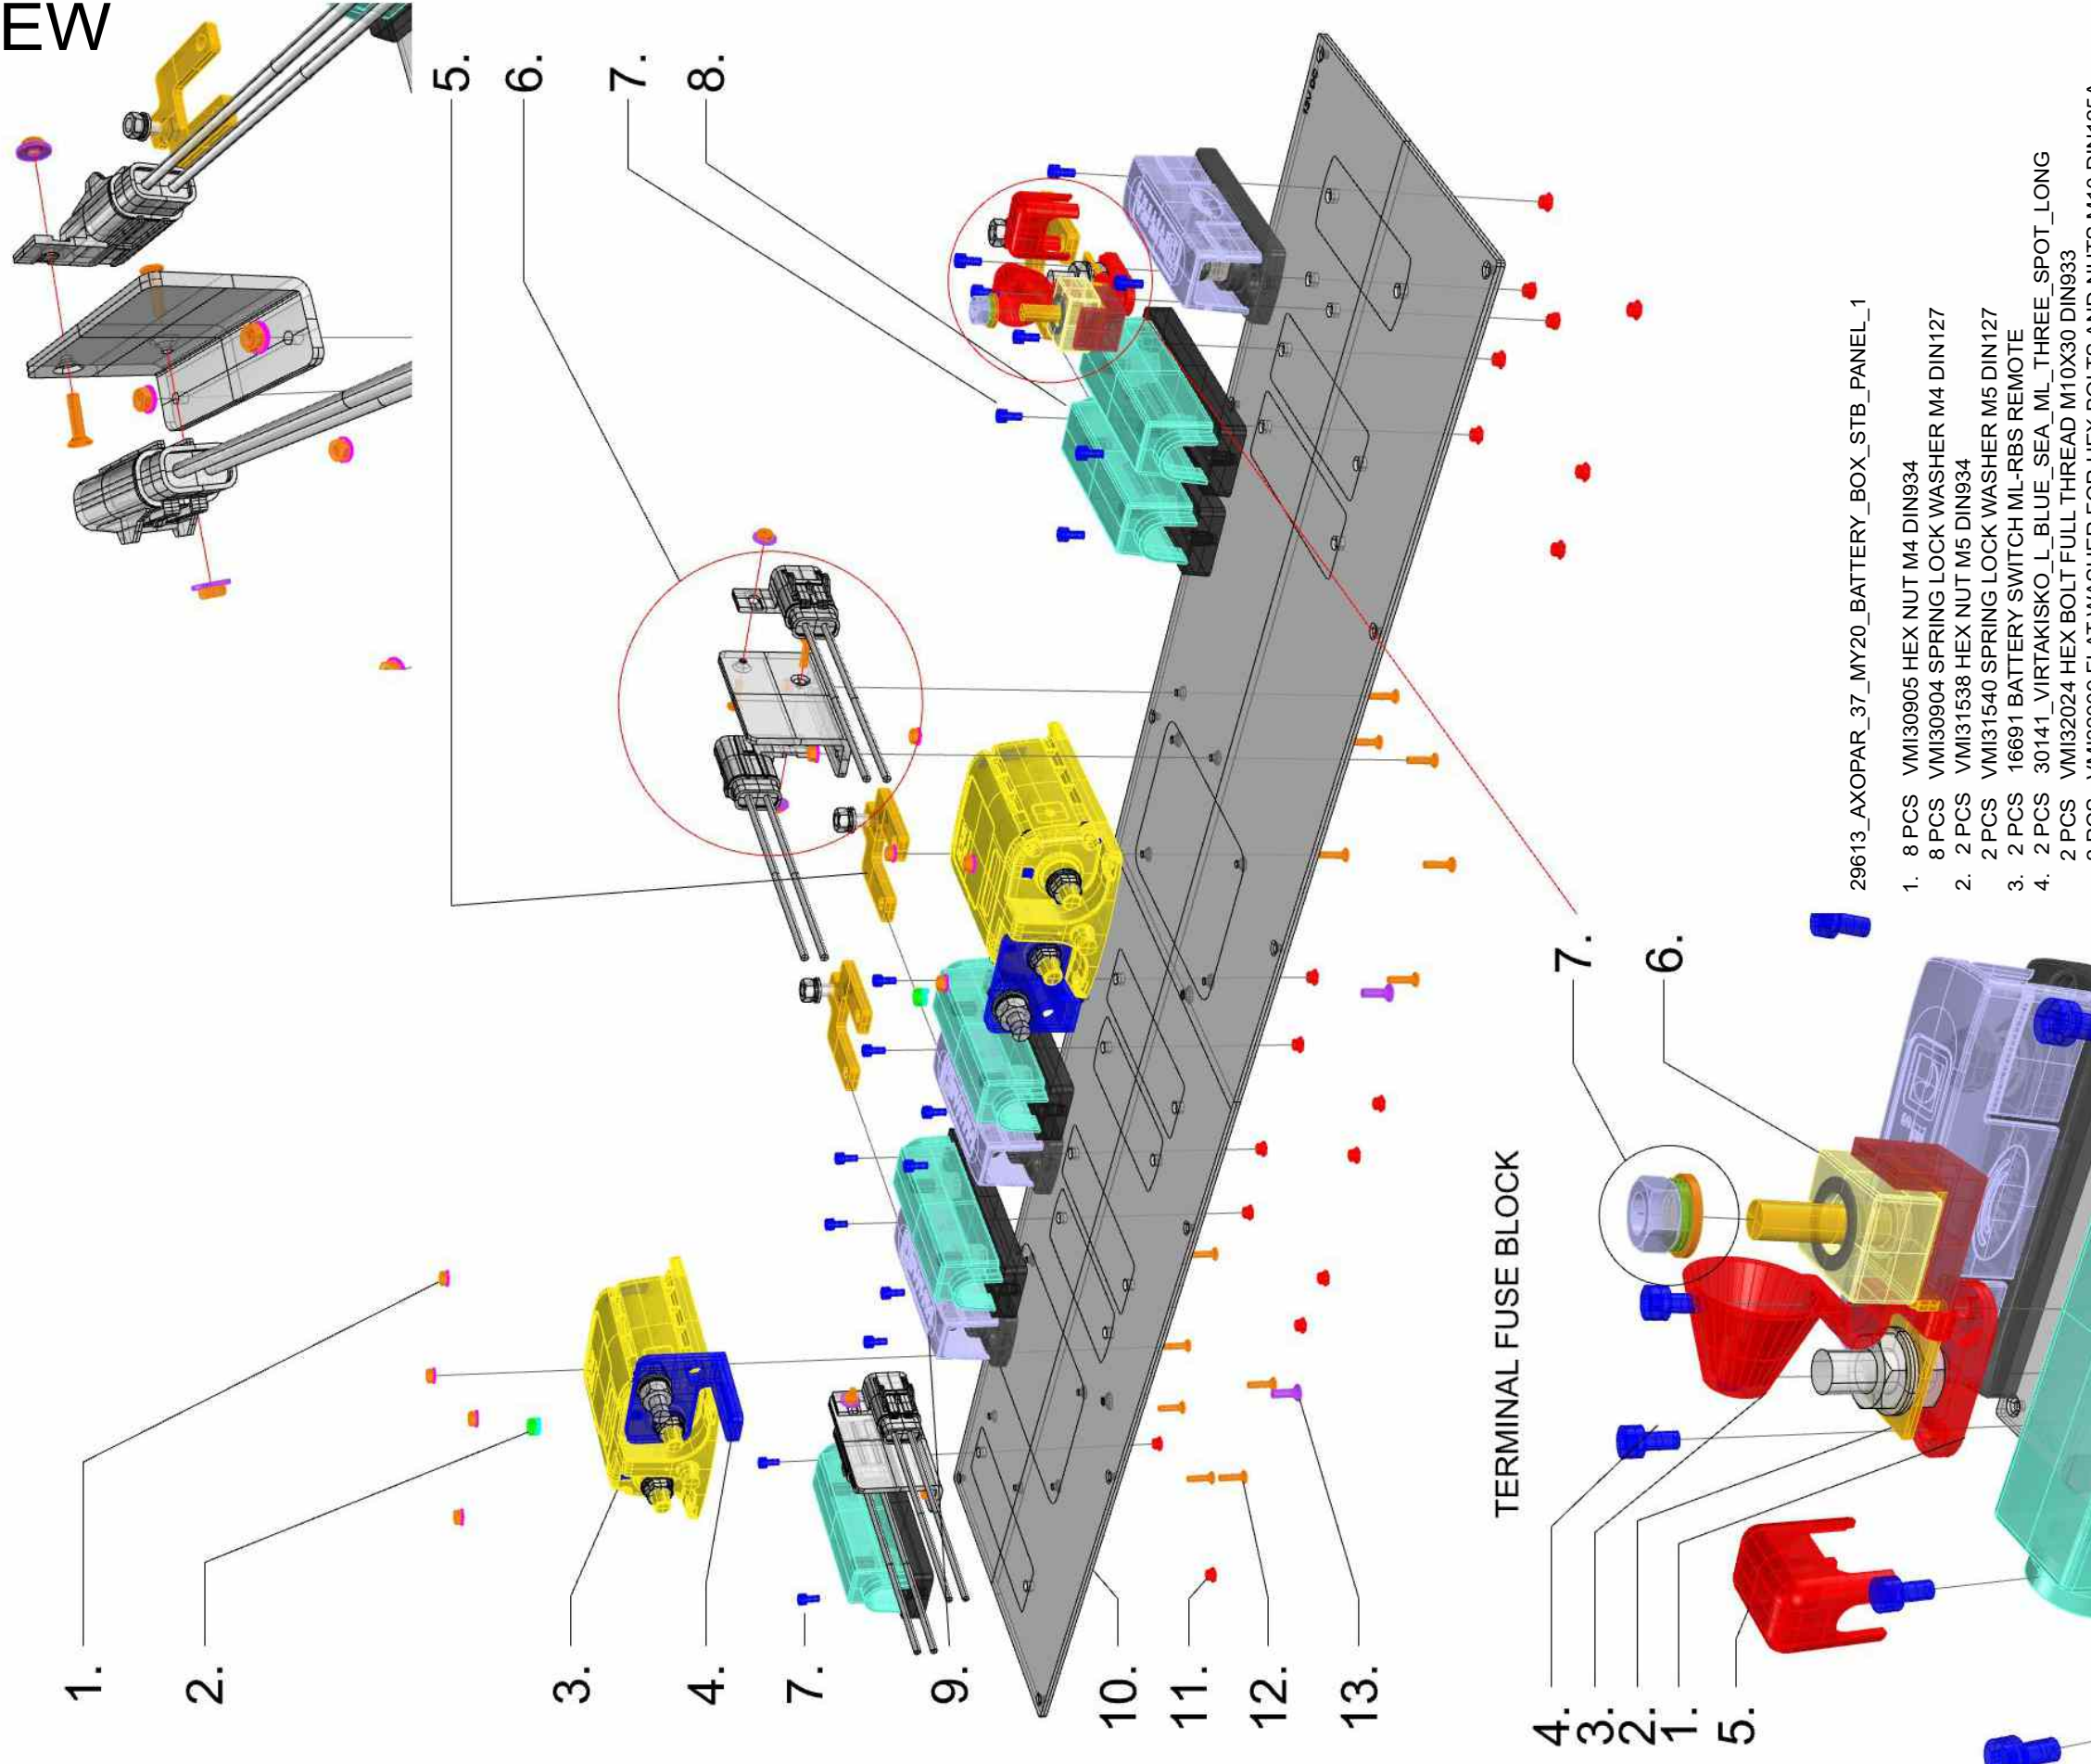 EW
5.
6.
7.
8.
12V DC
1.
2.
3.
4.
7.
9.
10.
11.
12.
13.
TERMINAL FUSE BLOCK
7.
6.
4.
3.
2.
1.
5.
29613_AXOPAR_37_MY20_BATTERY_BOX_STB_PANEL_1
1. 8 PCS VMI30905 HEX NUT M4 DIN934
8 PCS VMI30904 SPRING LOCK WASHER M4 DIN127
2. 2 PCS VMI31538 HEX NUT M5 DIN934
2 PCS VMI31540 SPRING LOCK WASHER M5 DIN127
3. 2 PCS 16691 BATTERY SWITCH ML-RBS REMOTE
4. 2 PCS 30141_VIRTAKISKO_L_BLUE_SEA_ML_THREE_SPOT_LONG
2 PCS VMI32024 HEX BOLT FULL THREAD M10X30 DIN933